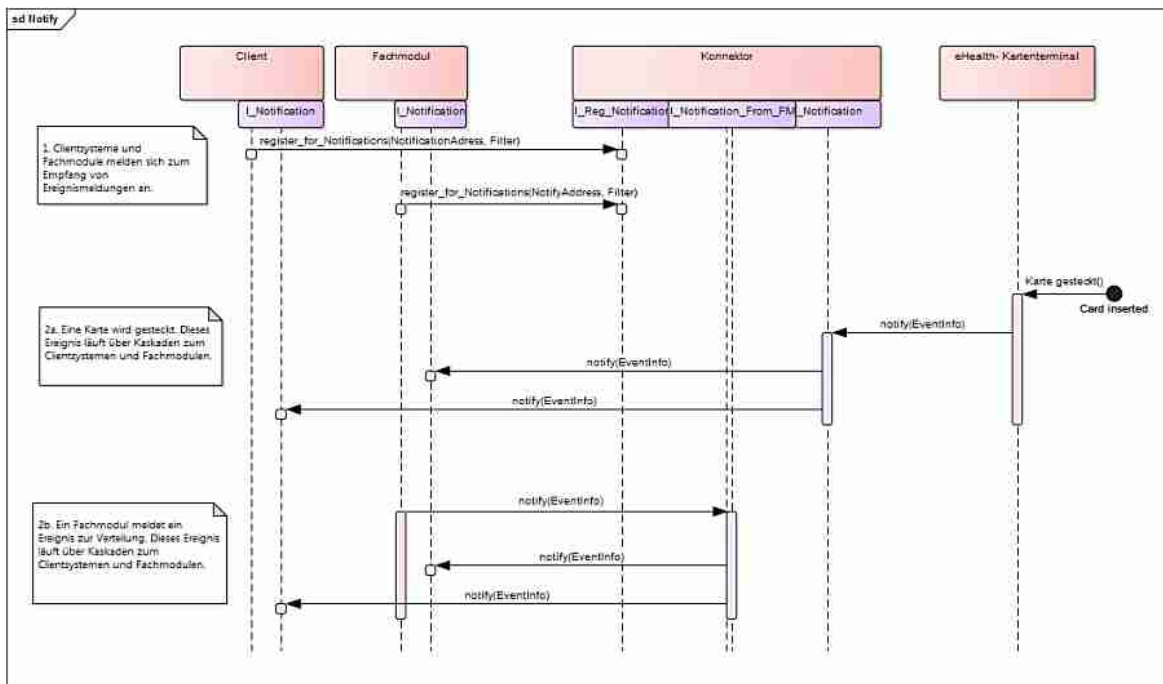 sd Notify
Client
Fachmodul
Konnektor
eHealth- Kartenterminal
I_Notification
I_Notification
I_Reg_Notification
I_Notification_From_FM
I_Notification
1. Clientsysteme und
Fachmodule melden sich zum
Empfang von
Ereignismeldungen an.
register_for_Notifications(NotificationAdress, Filter)
register_for_Notifications(NotifyAddress, Filter)
Karte gesteckt()
Card inserted
2a. Eine Karte wird gesteckt. Dieses
Ereignis läuft über Kaskaden zum
Clientzystemen und Fachmodulen.
notify(EventInfo)
notify(EventInfo)
notify(EventInfo)
2b. Ein Fachmodul meldet ein
Ereignis zur Verteilung. Dieses Ereignis
läuft über Kaskaden zum
Clientsystemen und Fachmodulen.
notify(EventInfo)
notify(EventInfo)
notify(EventInfo)